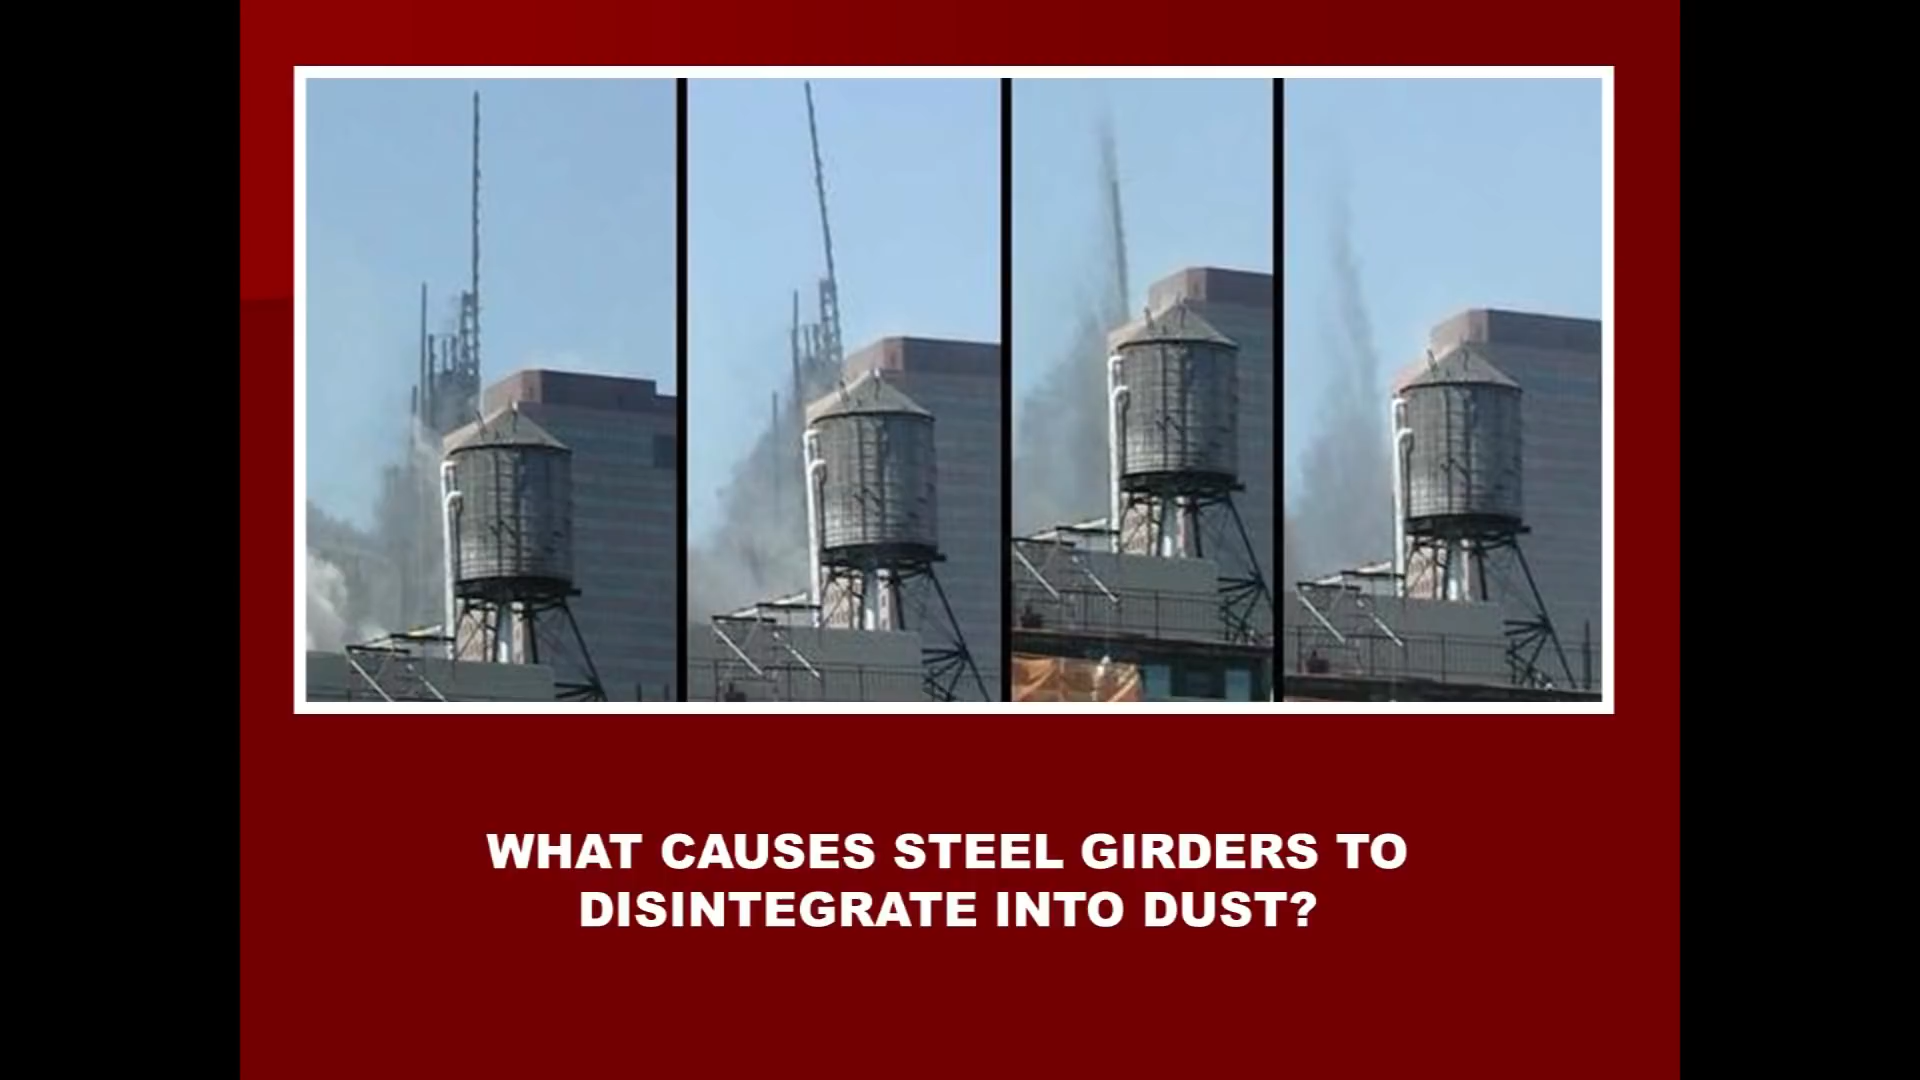 WHAT CAUSES STEEL GIRDERS TO
DISINTEGRATE INTO DUST?